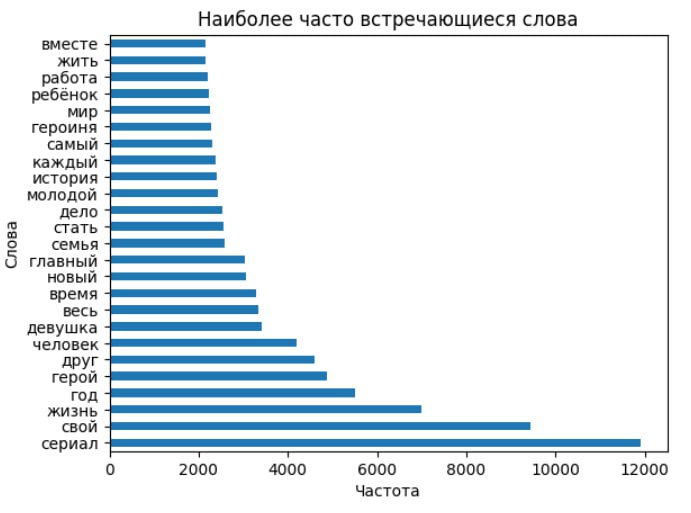 Наиболее часто встречающиеся слова
вместе
жить
работа
ребёнок
мир
героиня
самый
каждый
история
молодой
дело
стать
семья
главный
новый
время
весь
девушка
человек
друг
герой
год
жизнь
свой
сериал
Слова
0 2000 4000 6000 8000 10000 12000
Частота